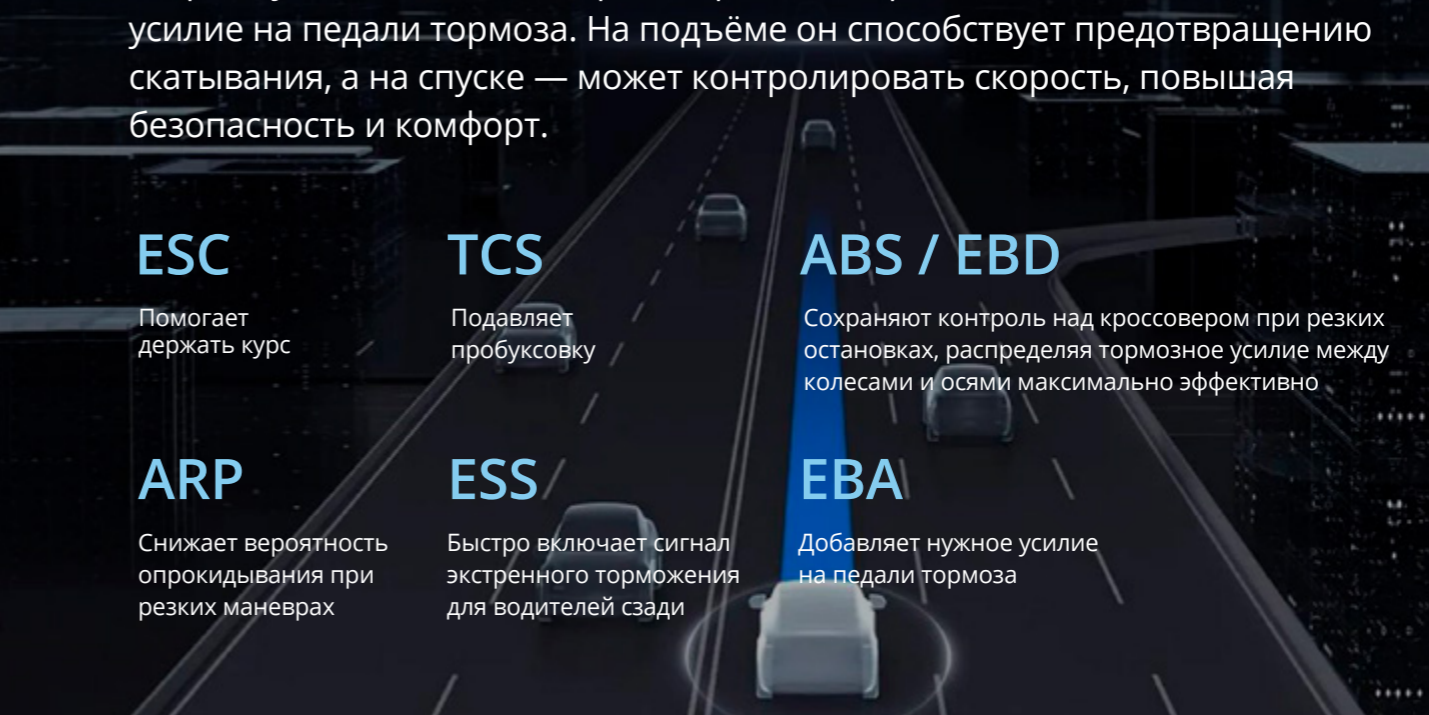 усилие на педали тормоза. На подъёме он способствует предотвращению
скатывания, а на спуске — может контролировать скорость, повышая
безопасность и комфорт.
ESC
Помогает
держать курс
TCS
Подавляет
пробуксовку
ABS / EBD
Сохраняют контроль над кроссовером при резких
остановках, распределяя тормозное усилие между
колесами и осями максимально эффективно
ARP
Снижает вероятность
опрокидывания при
резких маневрах
ESS
Быстро включает сигнал
экстренного торможения
для водителей сзади
EBA
Добавляет нужное усилие
на педали тормоза